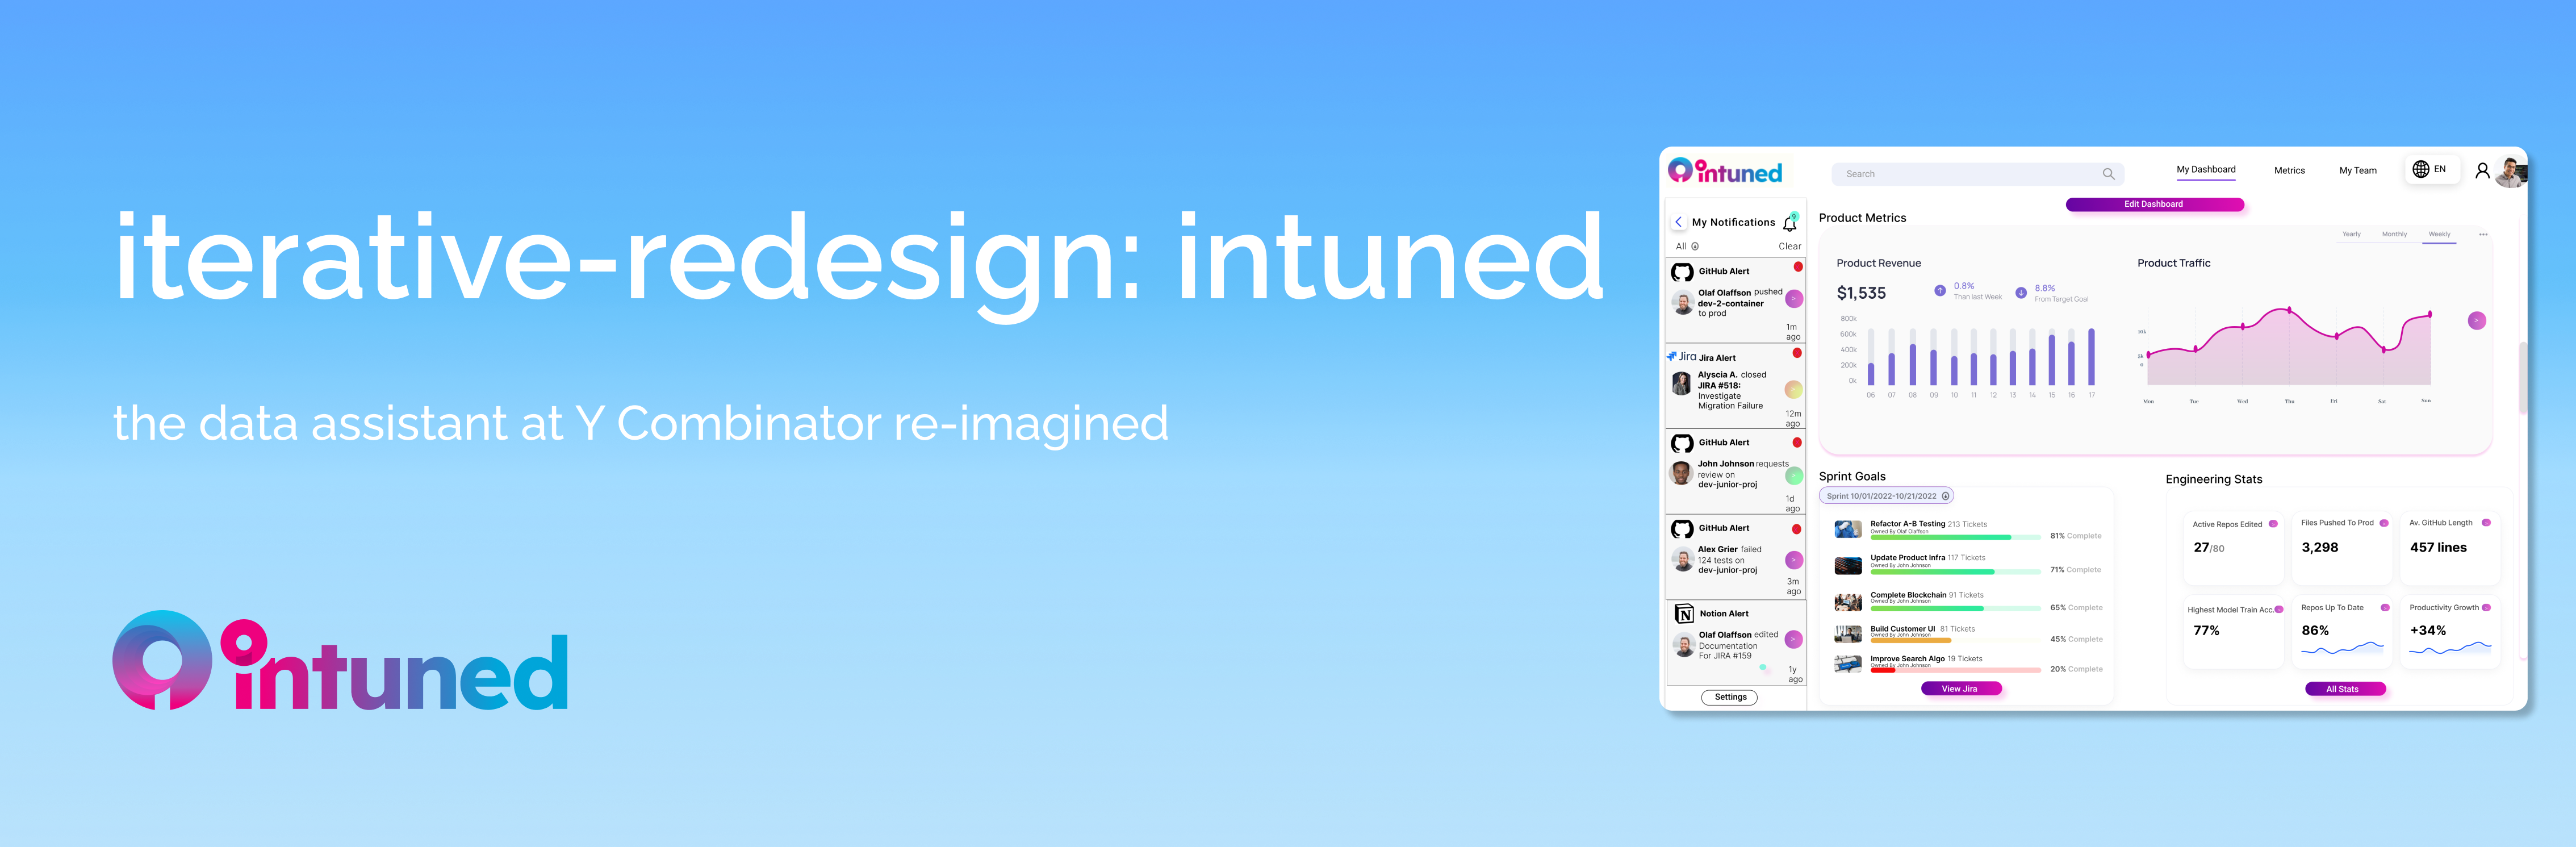 iterative-redesign: intuned
the data assistant at Y Combinator re-imagined
intuned
intuned
Search
My Dashboard
Metrics
My Team
EN
Edit Dashboard
My Notifications
9
All
Clear
GitHub Alert
Olaf Olaffson pushed
dev-2-container
to prod
>
1m
ago
Jira Jira Alert
Alyscia A. closed
JIRA #518:
Investigate
Migration Failure
12m
ago
GitHub Alert
John Johnson requests
review on
dev-junior-proj
>
1d
ago
GitHub Alert
Alex Grier failed
124 tests on
dev-junior-proj
>
3m
ago
N
Notion Alert
Olaf Olaffson edited
Documentation
For JIRA #159
>
1y
ago
Settings
Product Metrics
Yearly
Monthly
Weekly
Product Revenue
$1,535
0.8%
Than last Week
8.8%
From Target Goal
800k
600k
400k
200k
0k
06 07 08 09 10 11 12 13 14 15 16 17
Product Traffic
Mon Tue Wed Thu Fri Sat Sun
>
Sprint Goals
Sprint 10/01/2022-10/21/2022
Refactor A-B Testing 213 Tickets
Owned By Olaf Olaffson
81% Complete
Update Product Infra 117 Tickets
Owned By John Johnson
71% Complete
Complete Blockchain 91 Tickets
Owned By John Johnson
65% Complete
Build Customer UI 81 Tickets
Owned By John Johnson
45% Complete
Improve Search Algo 19 Tickets
Owned By John Johnson
20% Complete
View Jira
Engineering Stats
Active Repos Edited
27/80
Files Pushed To Prod
3,298
Av. GitHub Length
457 lines
Highest Model Train Acc.
77%
Repos Up To Date
86%
Productivity Growth
+34%
All Stats